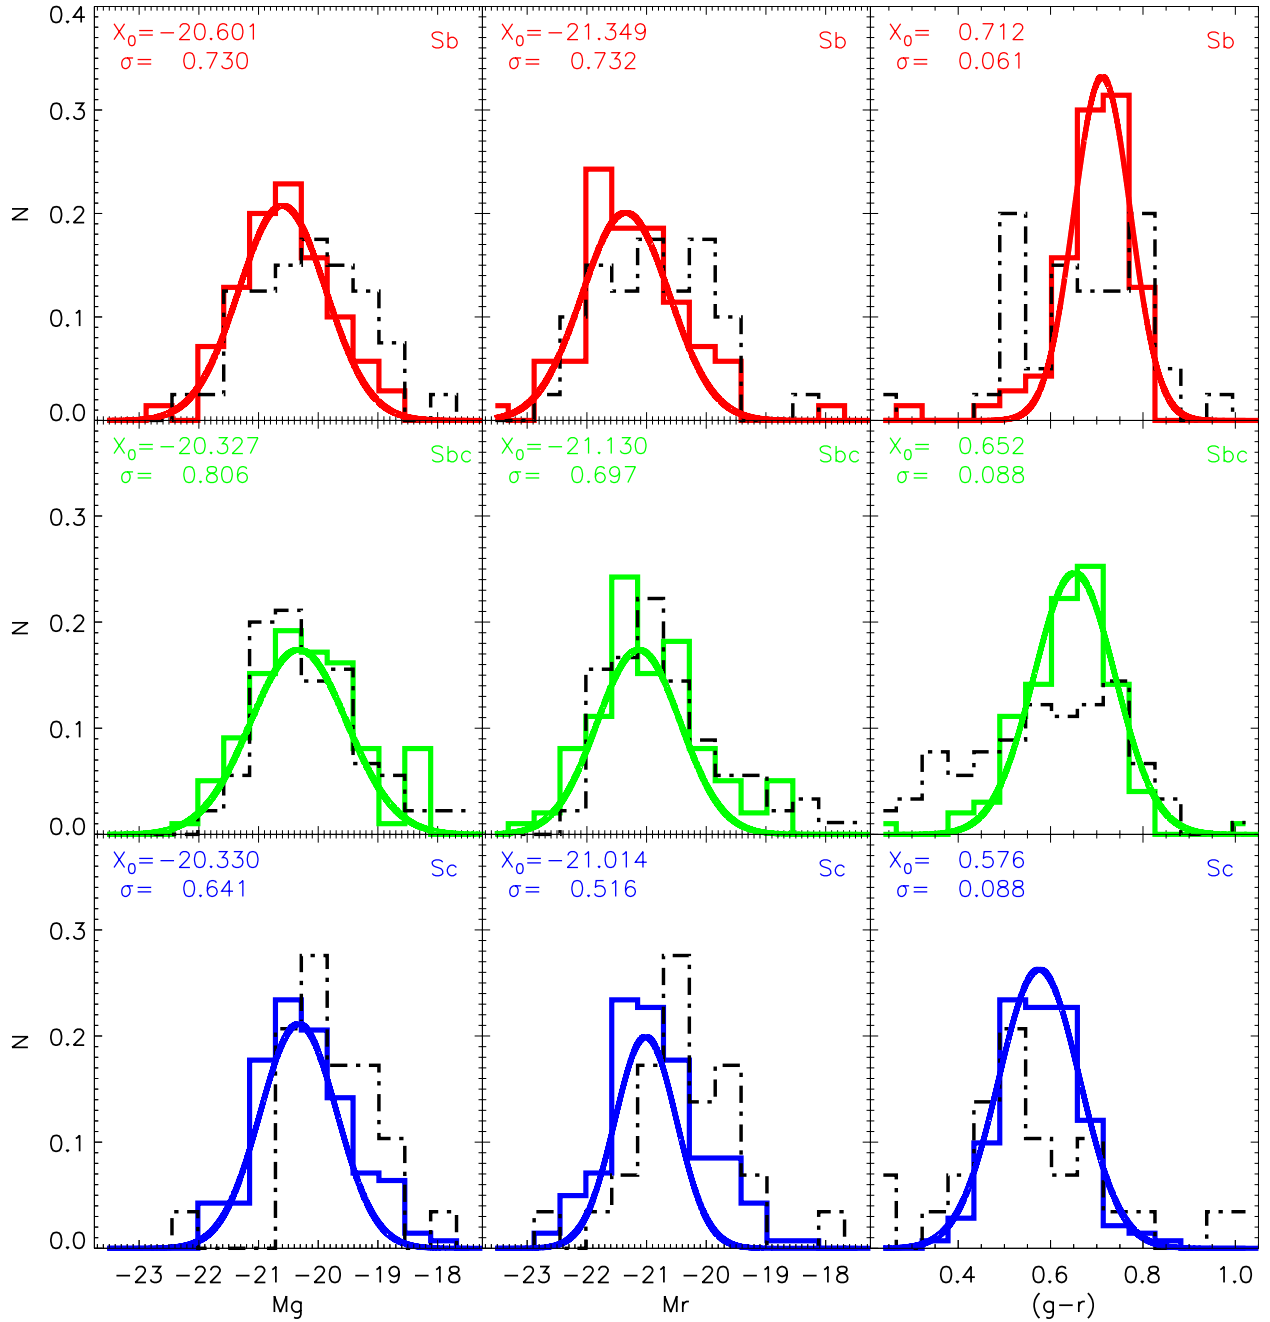 0.4
X₀=−20.601 Sb
σ= 0.730
X₀=−21.349 Sb
σ= 0.732
X₀= 0.712 Sb
σ= 0.061
0.3
N
0.2
0.1
0.0
X₀=−20.327 Sbc
σ= 0.806
X₀=−21.130 Sbc
σ= 0.697
X₀= 0.652 Sbc
σ= 0.088
0.3
N
0.2
0.1
0.0
X₀=−20.330 Sc
σ= 0.641
X₀=−21.014 Sc
σ= 0.516
X₀= 0.576 Sc
σ= 0.088
0.3
N
0.2
0.1
0.0
−23 −22 −21 −20 −19 −18
−23 −22 −21 −20 −19 −18
0.4 0.6 0.8 1.0
Mg
Mr
(g−r)